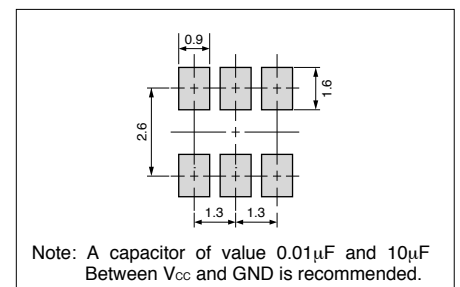 0.9
1.6
2.6
1.3 1.3
Note: A capacitor of value 0.01µF and 10µF
Between Vcc and GND is recommended.